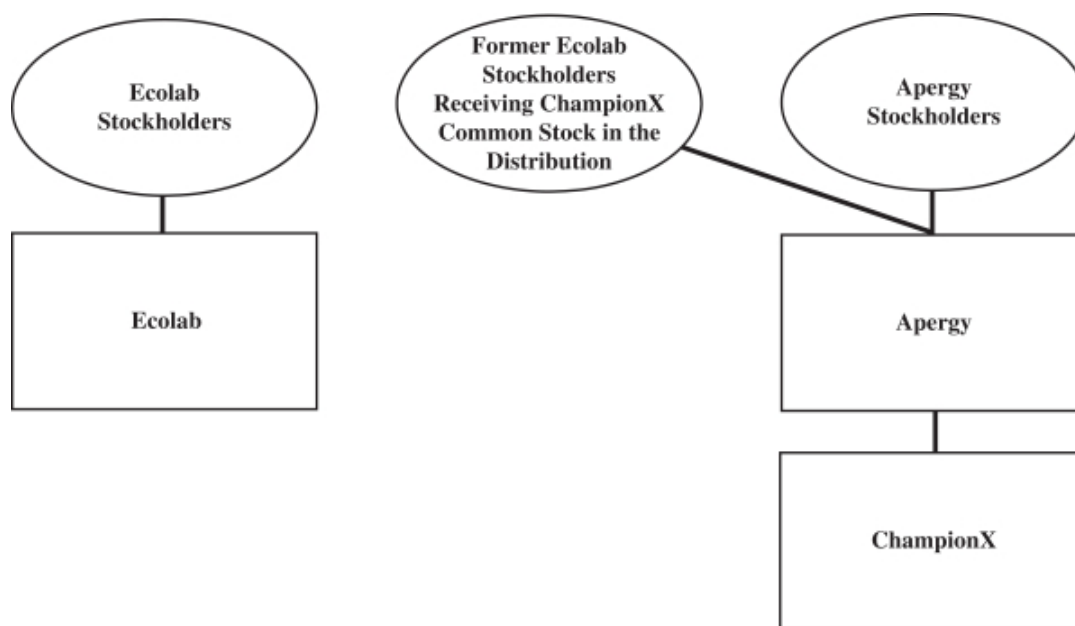 Ecolab
Stockholders
Former Ecolab
Stockholders
Receiving ChampionX
Common Stock in the
Distribution
Apergy
Stockholders
Ecolab
Apergy
ChampionX